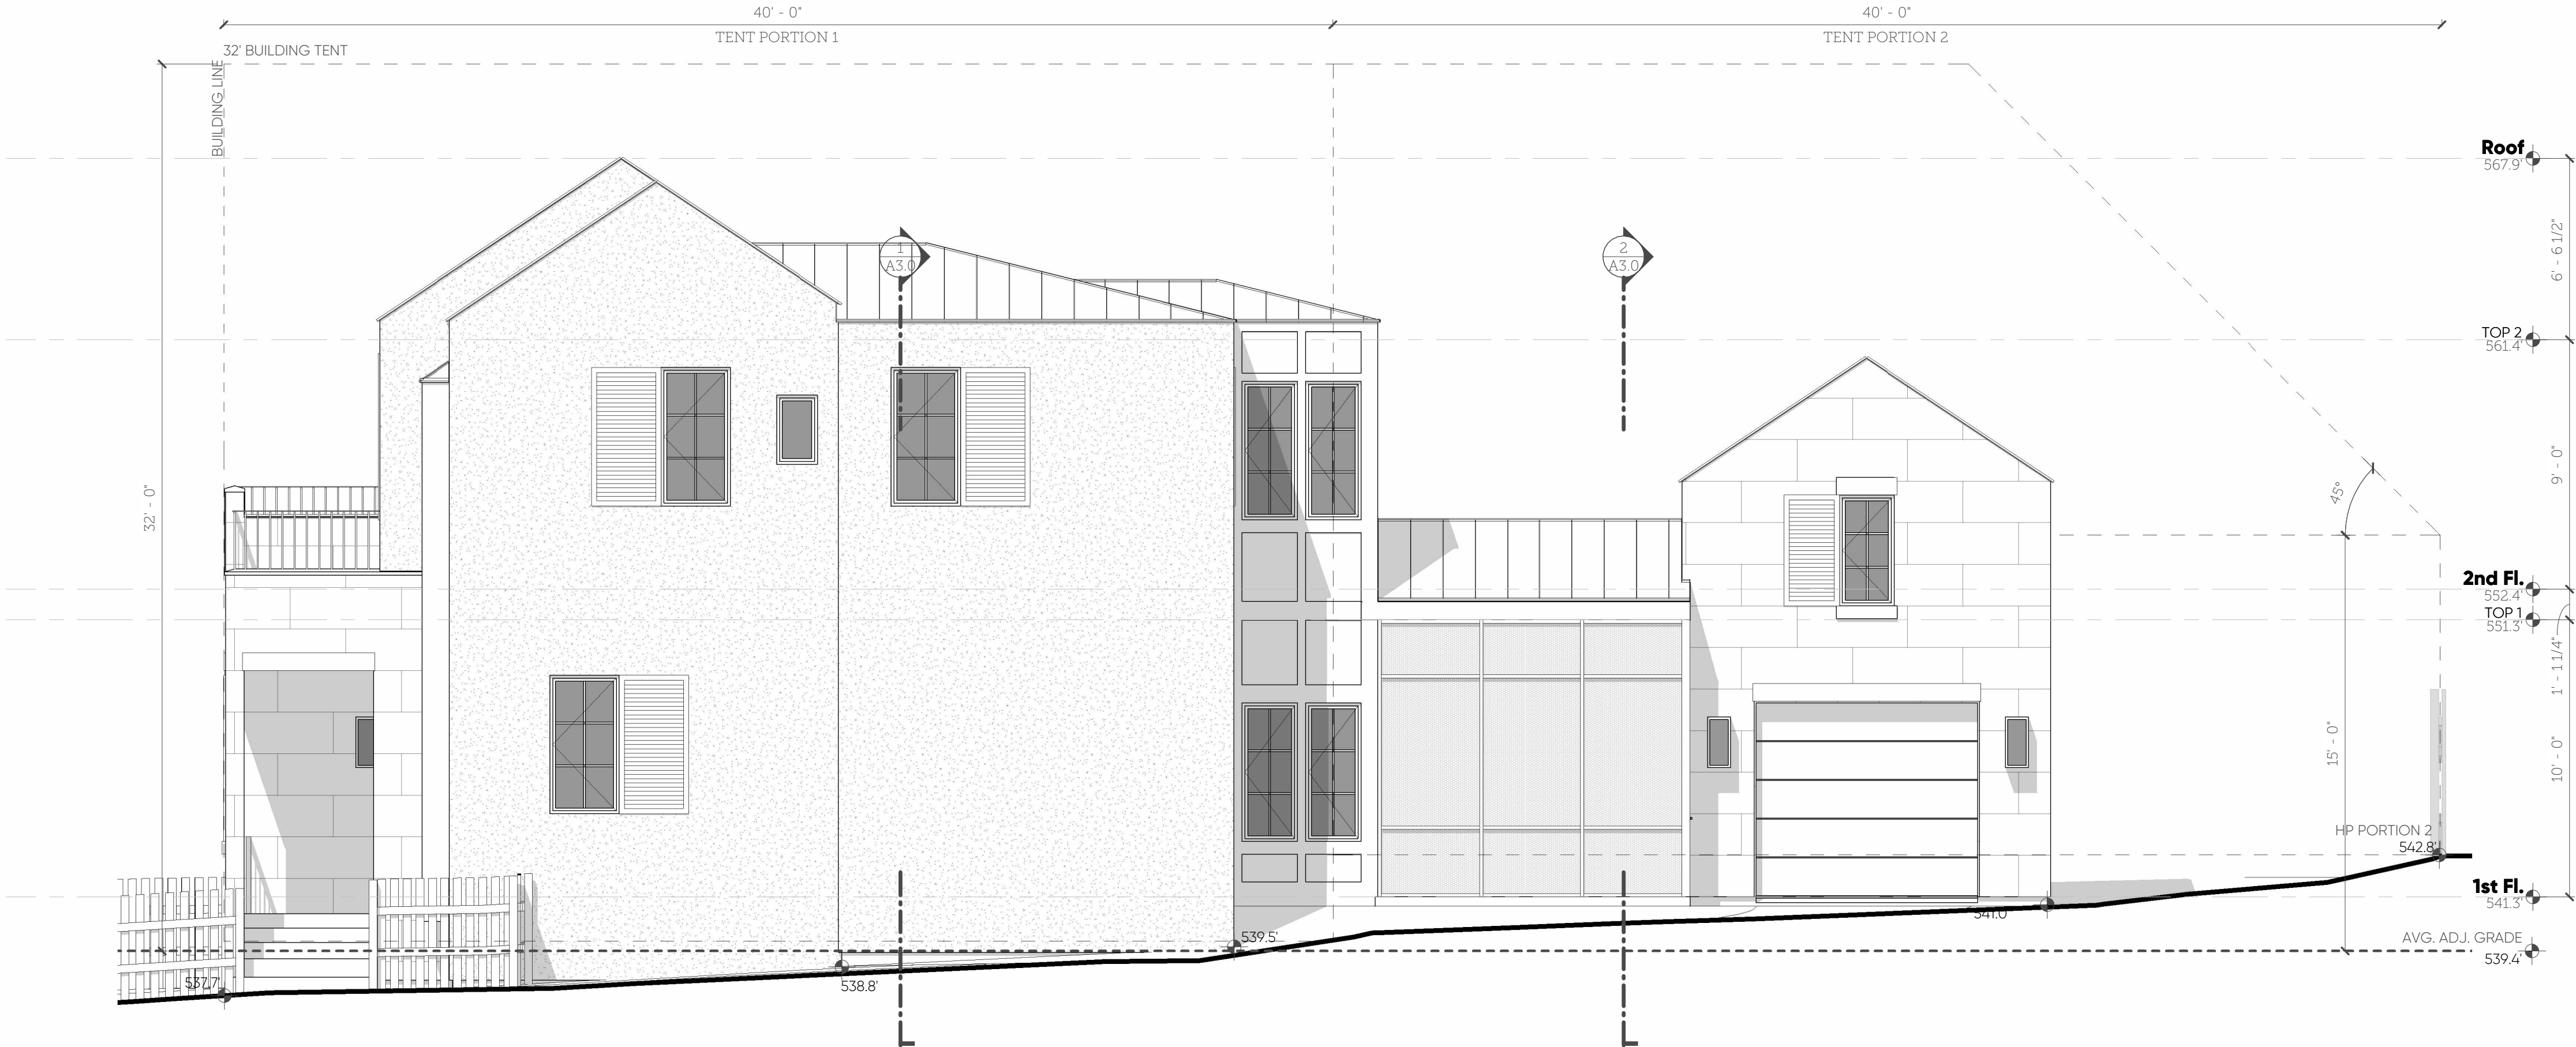 40' - 0"
40' - 0"
TENT PORTION 1
TENT PORTION 2
32' BUILDING TENT
BUILDING LINE
Roof
567.9'
6' - 6 1/2"
1
A3.0
2
A3.0
TOP 2
561.4'
9' - 0"
45°
32' - 0"
2nd Fl.
552.4'
TOP 1
551.3'
1' - 1 1/4"
15' - 0"
10' - 0"
HP PORTION 2
542.8'
1st Fl.
541.3'
541.0'
AVG. ADJ. GRADE
539.4'
539.5'
538.8'
537.7'